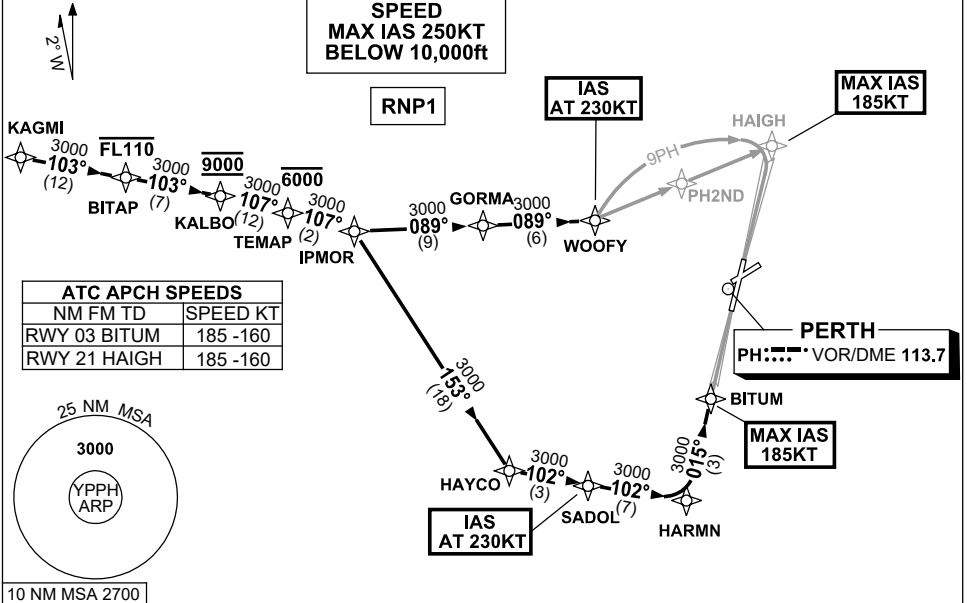 SPEED
MAX IAS 250KT
BELOW 10,000ft
2° W
RNP1
IAS
AT 230KT
MAX IAS
185KT
KAGMI
3000
103°
(12)
FL110
BITAP
3000
103°
(7)
9000
KALBO
3000
107°
(12)
6000
TEMAP
3000
107°
(2)
IPMOR
3000
089°
(9)
GORMA
3000
089°
(6)
WOOFY
9PH
PH2ND
HAIGH
ATC APCH SPEEDS
NM FM TD SPEED KT
RWY 03 BITUM 185 -160
RWY 21 HAIGH 185 -160
PERTH
PH VOR/DME 113.7
3000
153°
(18)
BITUM
MAX IAS
185KT
3000
015°
(3)
HAYCO
3000
102°
(3)
SADOL
3000
102°
(7)
HARMN
IAS
AT 230KT
25 NM MSA
3000
YPPH
ARP
10 NM MSA 2700